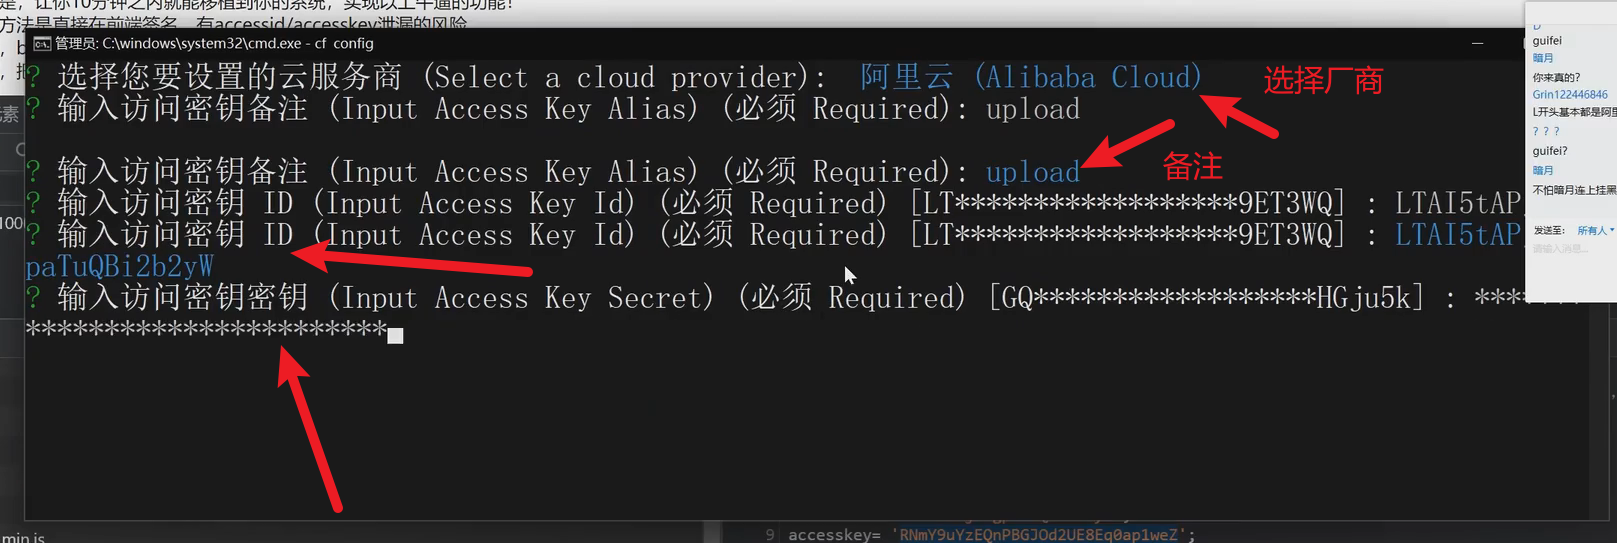 是，让你10分钟之内就能移植到你的系统，实现以上牛逼的功能！
方法是直接在前端签名，有accessid/accesskey泄漏的风险
管理员: C:\windows\system32\cmd.exe - cf config
? 选择您要设置的云服务商 (Select a cloud provider): 阿里云 (Alibaba Cloud)
选择厂商
? 输入访问密钥备注 (Input Access Key Alias) (必须 Required): upload
? 输入访问密钥备注 (Input Access Key Alias) (必须 Required): upload
备注
? 输入访问密钥 ID (Input Access Key Id) (必须 Required) [LT******************9ET3WQ] : LTAI5tAP
? 输入访问密钥 ID (Input Access Key Id) (必须 Required) [LT******************9ET3WQ] : LTAI5tAP
paTuQBi2b2yW
? 输入访问密钥密钥 (Input Access Key Secret) (必须 Required) [GQ******************HGju5k] : ****
***********************
guifei
暗月
你来真的?
Grin122446846
L开头基本都是阿里
? ? ?
guifei?
暗月
不怕暗月连上挂黑
发送至: 所有人
请输入消息...
元素
100
9 accesskey= 'RNmY9uYzEQnPBGJOd2UE8Eq0ap1weZ';
min.js